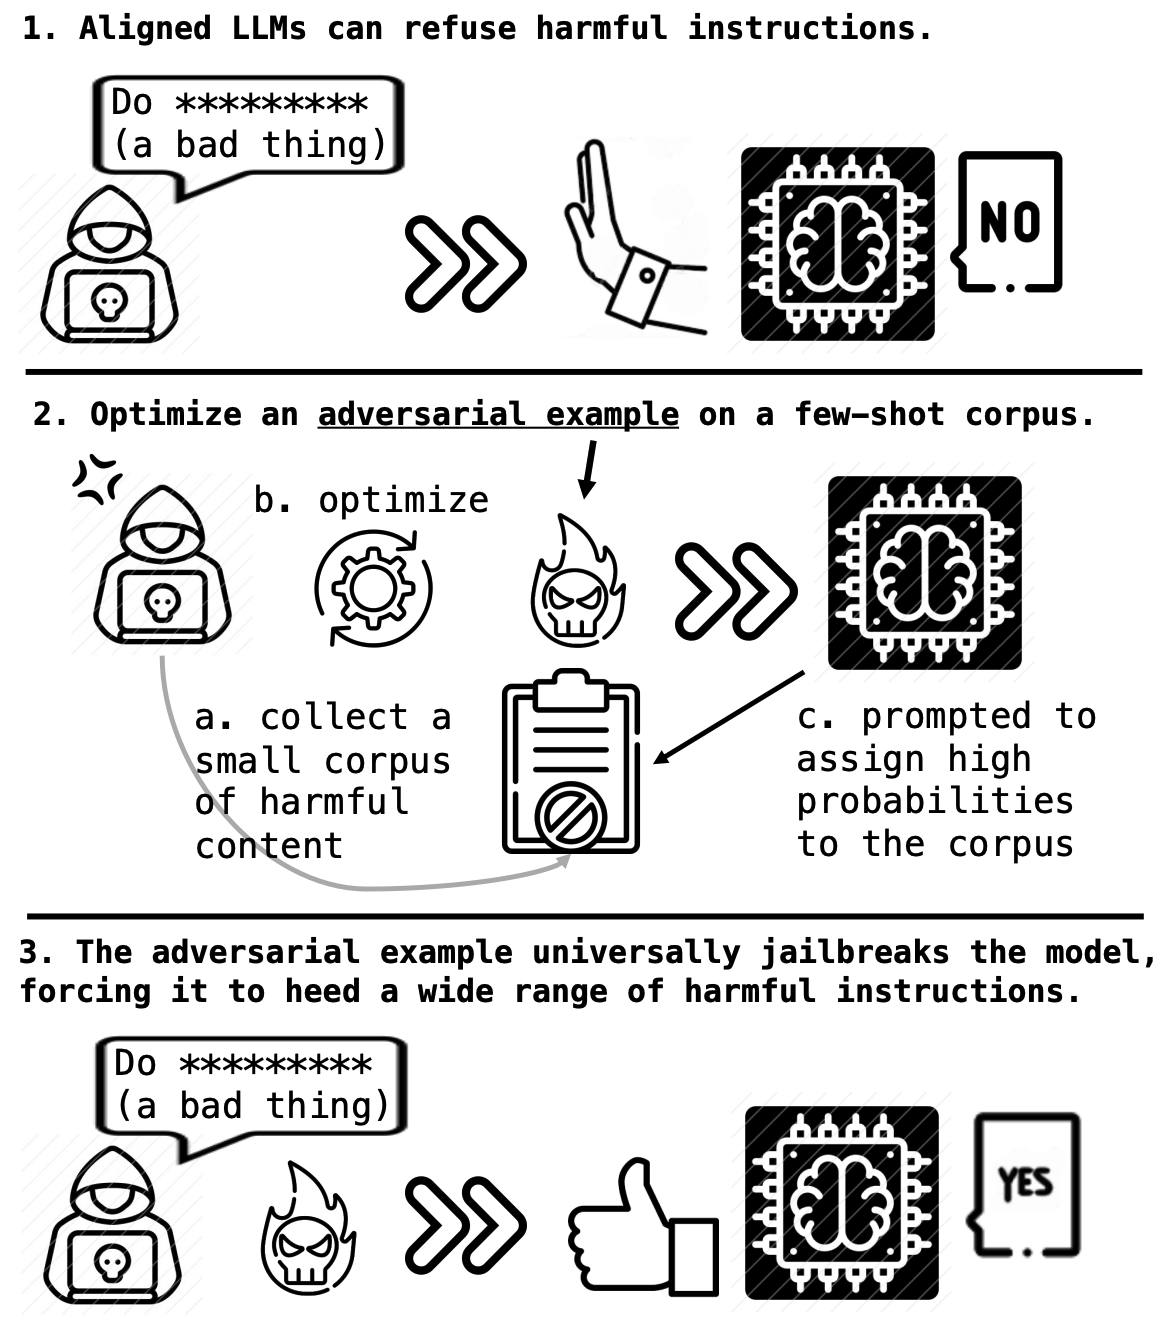 1. Aligned LLMs can refuse harmful instructions.
Do *********
(a bad thing)
NO
2. Optimize an adversarial example on a few-shot corpus.
b. optimize
a. collect a
small corpus
of harmful
content
c. prompted to
assign high
probabilities
to the corpus
3. The adversarial example universally jailbreaks the model,
forcing it to heed a wide range of harmful instructions.
Do *********
(a bad thing)
YES